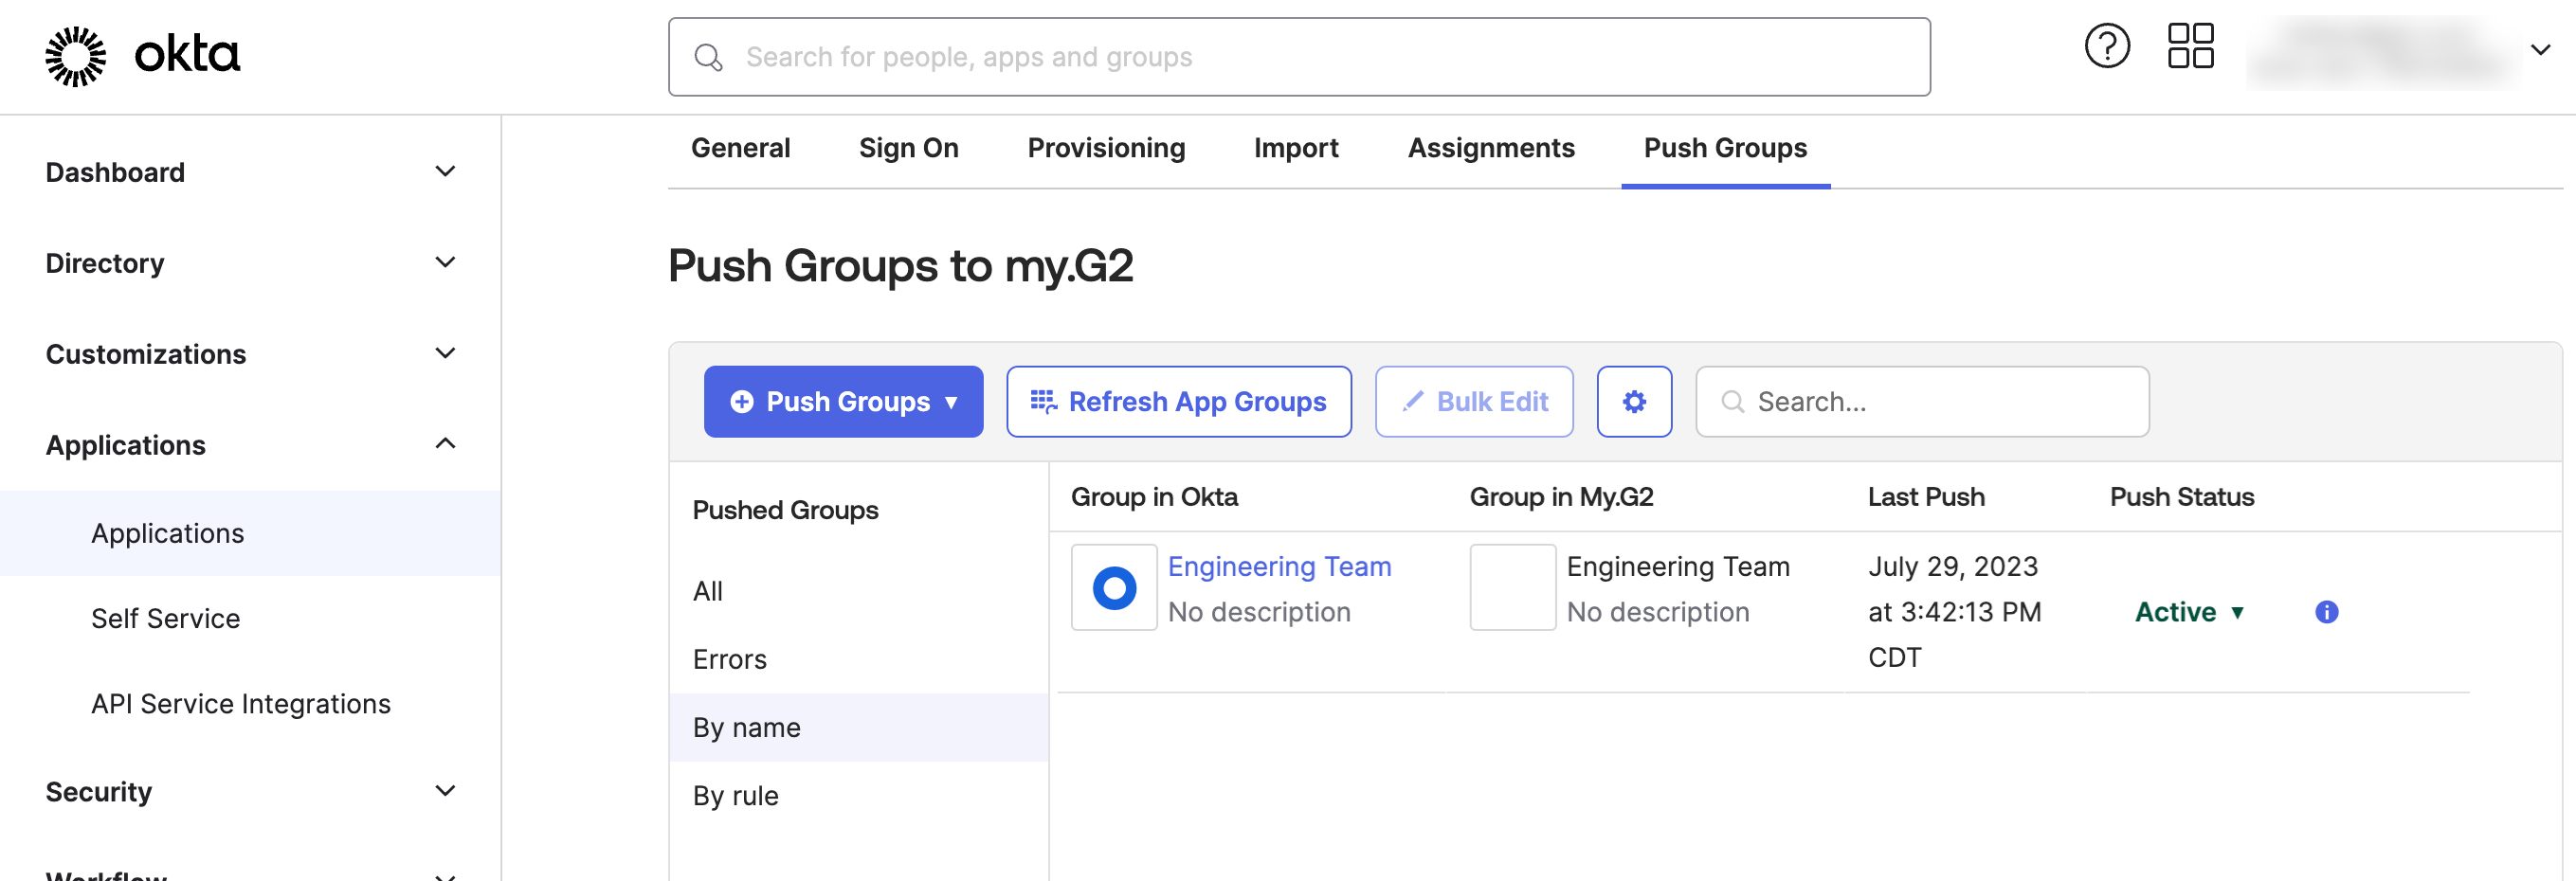 okta
Search for people, apps and groups
Dashboard
Directory
Customizations
Applications
Applications
Self Service
API Service Integrations
Security
Workflow
General Sign On Provisioning Import Assignments Push Groups
Push Groups to my.G2
Push Groups ▼ Refresh App Groups Bulk Edit Search...
Pushed Groups
All
Errors
By name
By rule
Group in Okta Group in My.G2 Last Push Push Status
Engineering Team
No description
Engineering Team
No description
July 29, 2023
at 3:42:13 PM
CDT
Active ▼